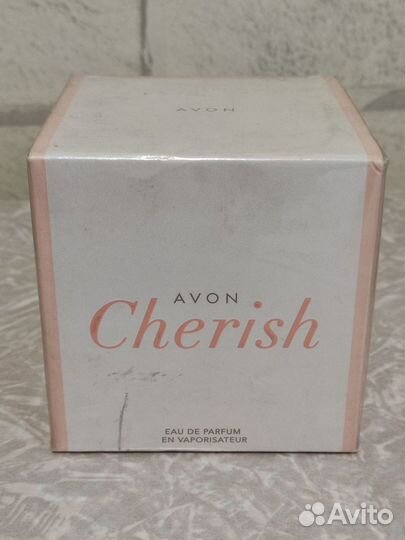 AVON
AVON
Cherish
EAU DE PARFUM
EN VAPORISATEUR
Avito